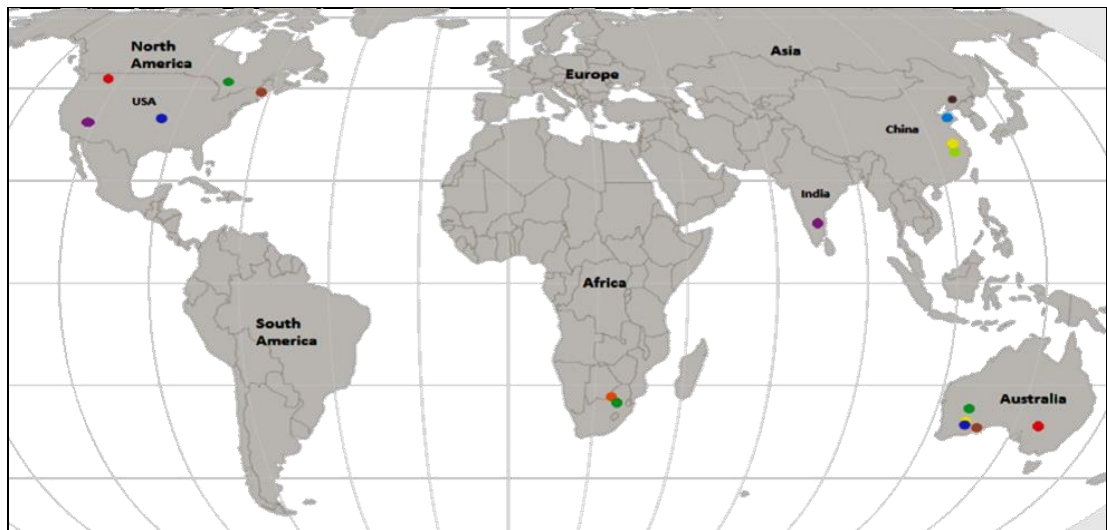 North
America
Asia
Europe
USA
China
India
Africa
South
America
Australia